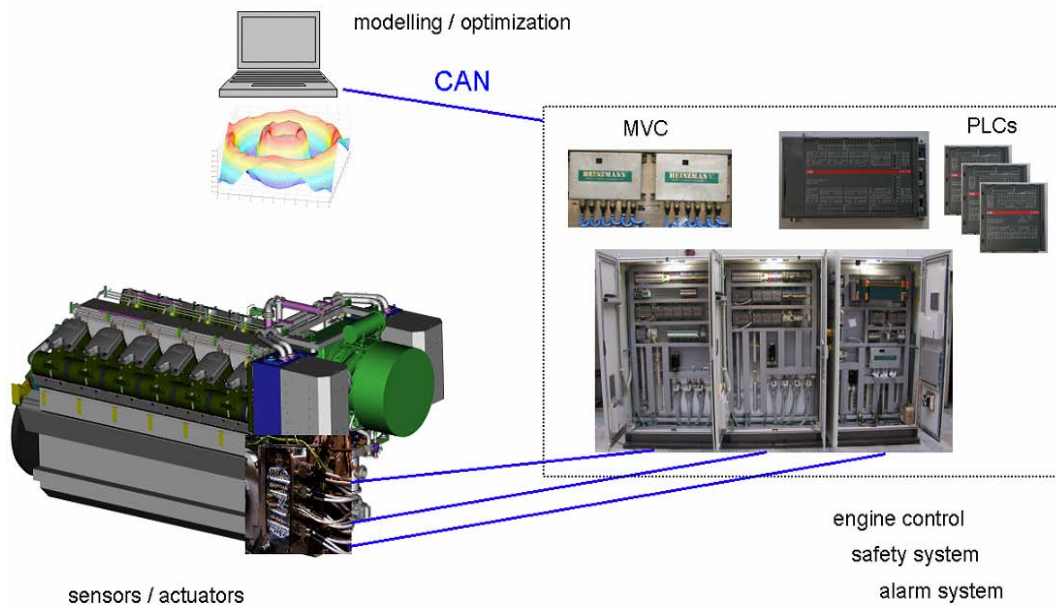 modelling / optimization
CAN
MVC
PLCs
HEINZMANN
HEINZMANN
engine control
safety system
alarm system
sensors / actuators